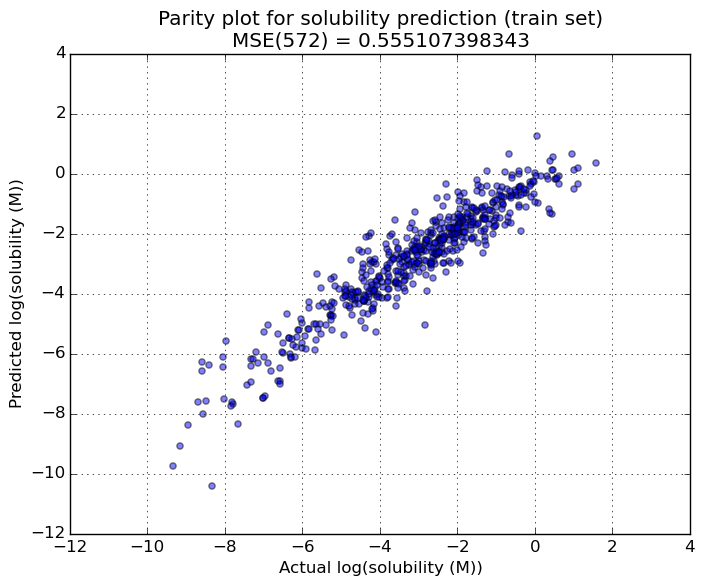 Parity plot for solubility prediction (train set)
MSE(572) = 0.555107398343
4
2
0
−2
−4
−6
−8
−10
−12
Predicted log(solubility (M))
−12 −10 −8 −6 −4 −2 0 2 4
Actual log(solubility (M))